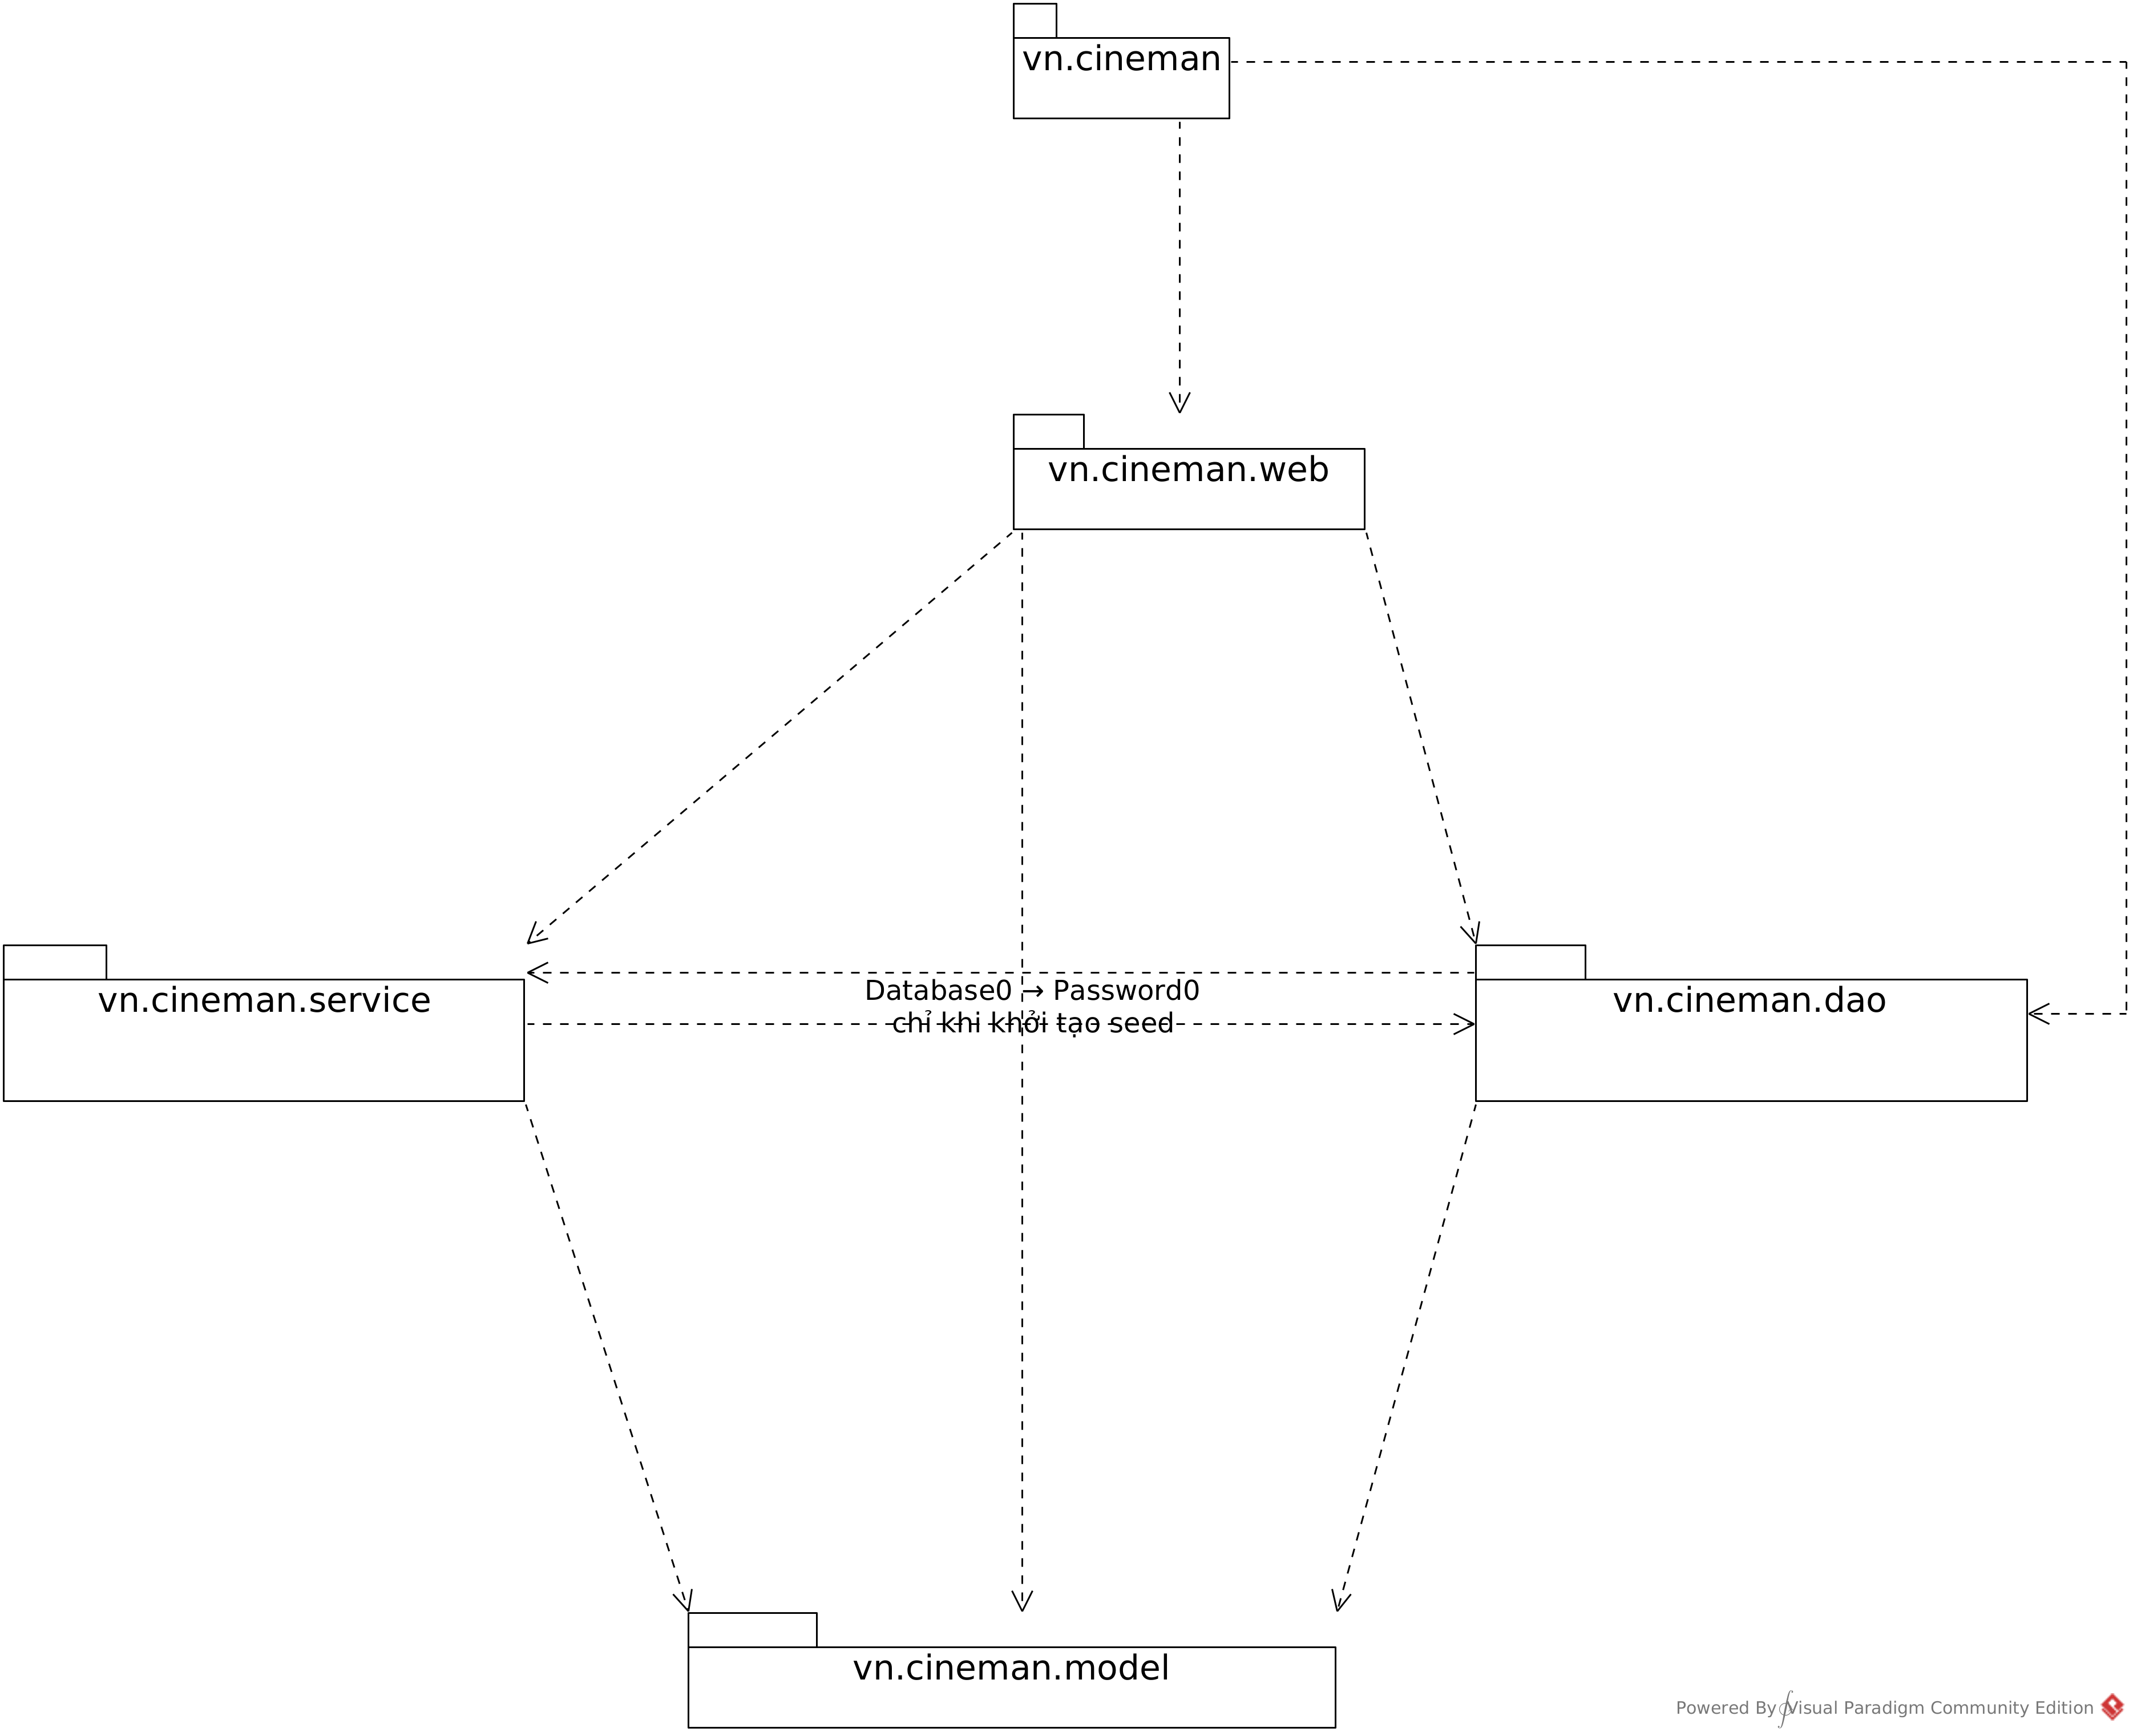 vn.cineman
vn.cineman.web
Database0 → Password0
chỉ khi khởi tạo seed
vn.cineman.service
vn.cineman.dao
vn.cineman.model
Powered By Visual Paradigm Community Edition